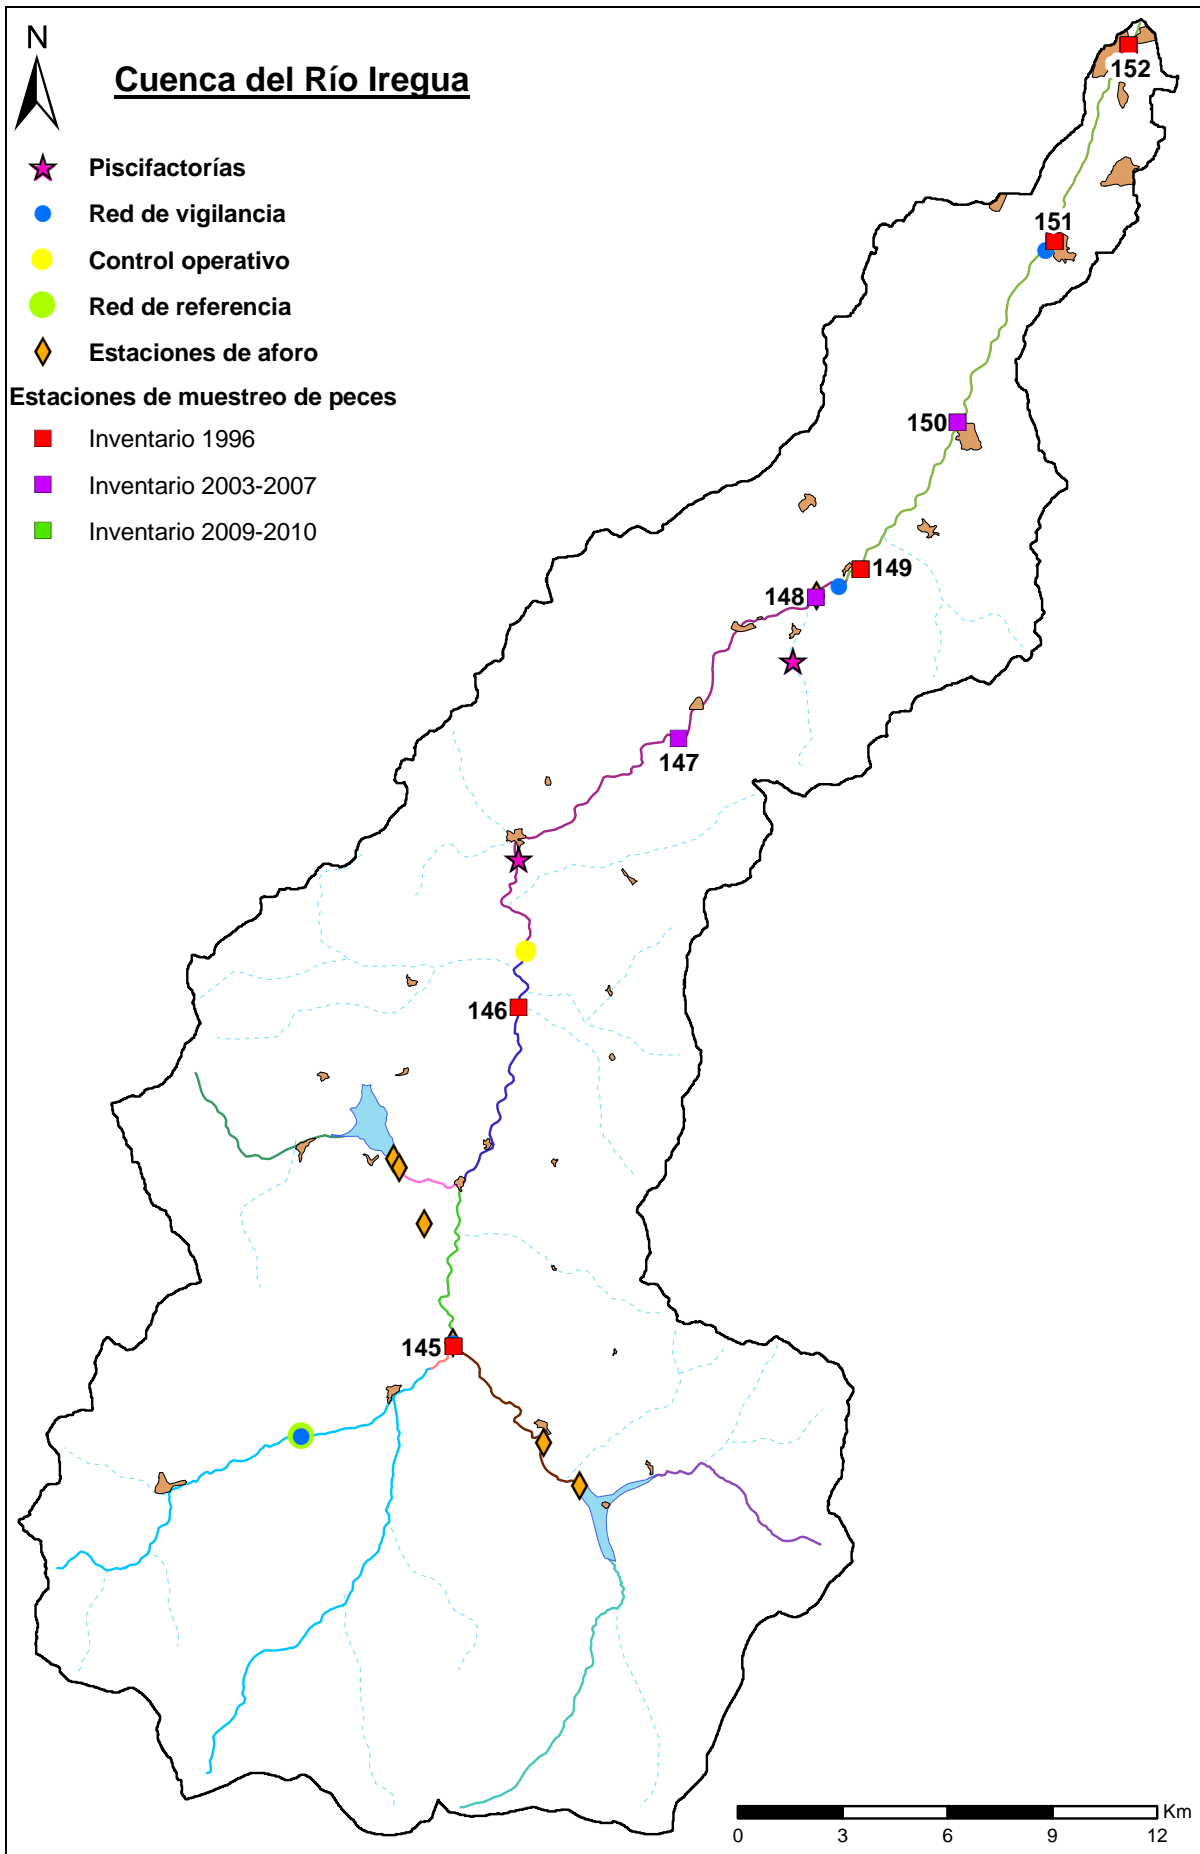 N
Cuenca del Río Iregua
Piscifactorías
Red de vigilancia
Control operativo
Red de referencia
Estaciones de aforo
Estaciones de muestreo de peces
Inventario 1996
Inventario 2003-2007
Inventario 2009-2010
152
151
150
149
148
147
146
145
Km
0 3 6 9 12